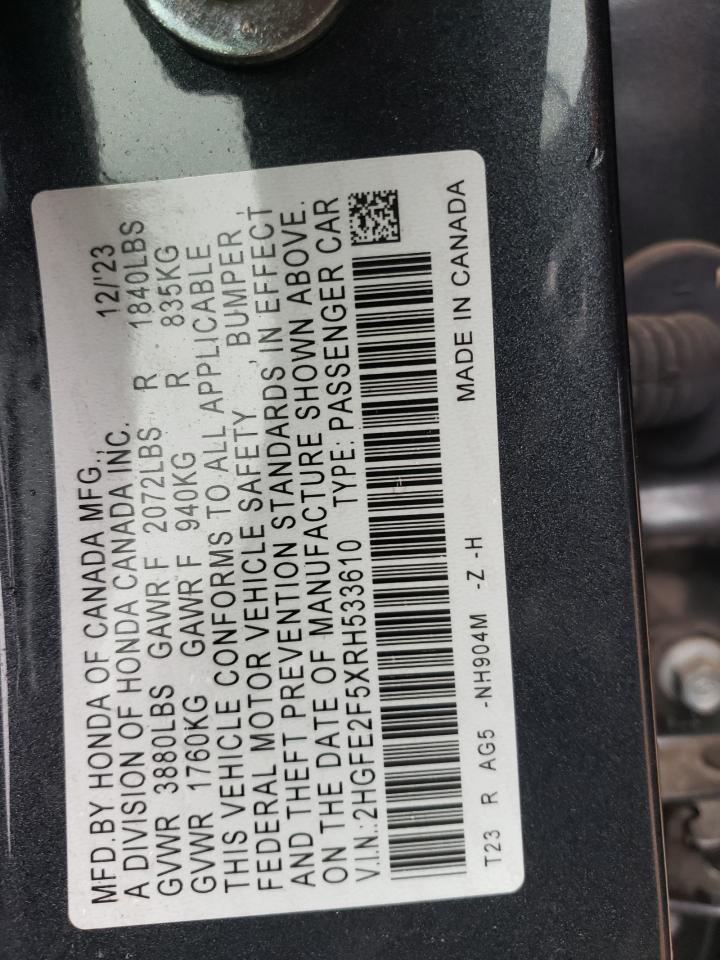 MFD.BY HONDA OF CANADA MFG., 12/'23
A DIVISION OF HONDA CANADA INC.
GVWR 3880LBS GAWR F 2072LBS R 1840LBS
GVWR 1760KG GAWR F 940KG R 835KG
THIS VEHICLE CONFORMS TO ALL APPLICABLE
FEDERAL MOTOR VEHICLE SAFETY , BUMPER ,
AND THEFT PREVENTION STANDARDS IN EFFECT
ON THE DATE OF MANUFACTURE SHOWN ABOVE.
V.I.N.:2HGFE2F5XRH533610 TYPE: PASSENGER CAR
T23 R AG5 -NH904M -Z -H MADE IN CANADA